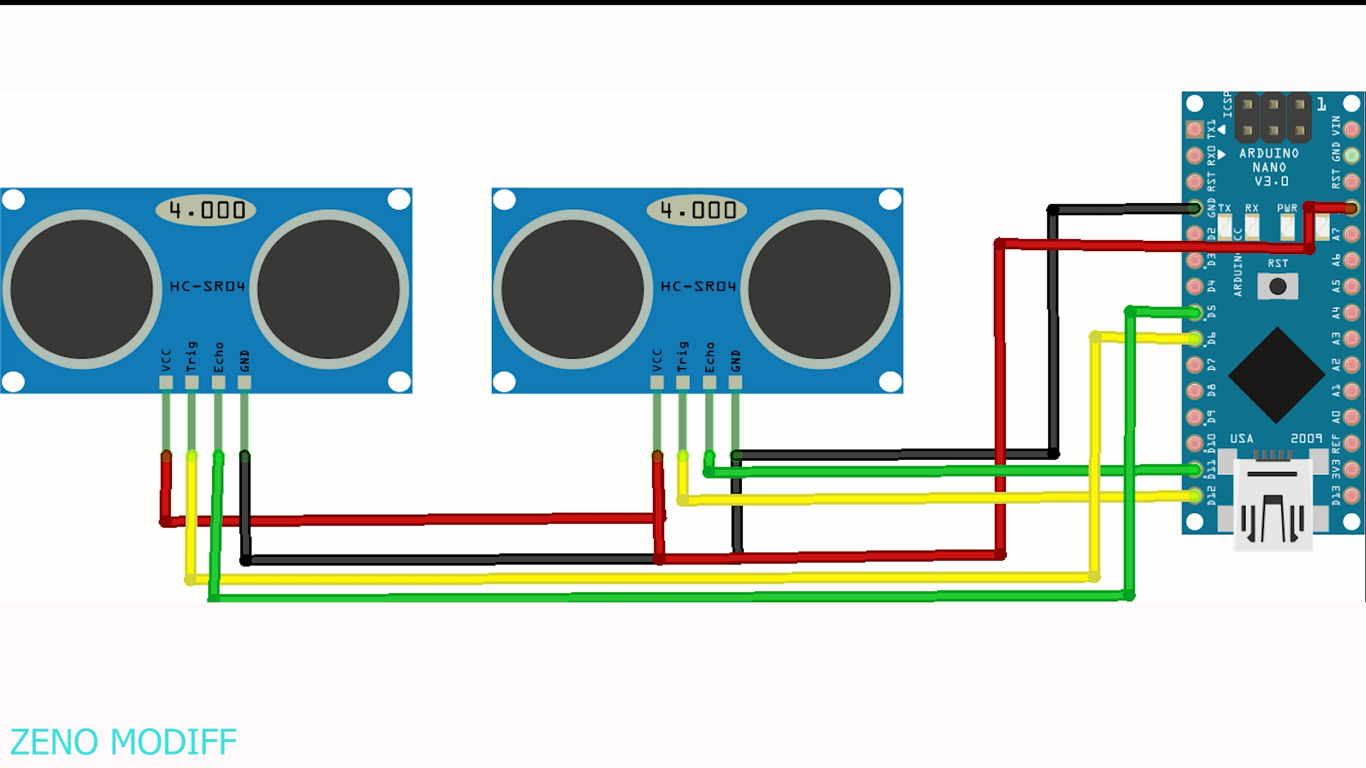 4.000
HC-SR04
VCC
Trig
Echo
GND
4.000
HC-SR04
VCC
Trig
Echo
GND
ICSP
1
ARDUINO
NANO
V3.0
TX1
RX0
RST
GND
D2
D3
D4
D5
D6
D7
D8
D9
D10
D11
D12
TX RX PWR
RST
USA 2009
VIN
GND
RST
A7
A6
A5
A4
A3
A2
A1
A0
REF
3V3
D13
ZENO MODIFF